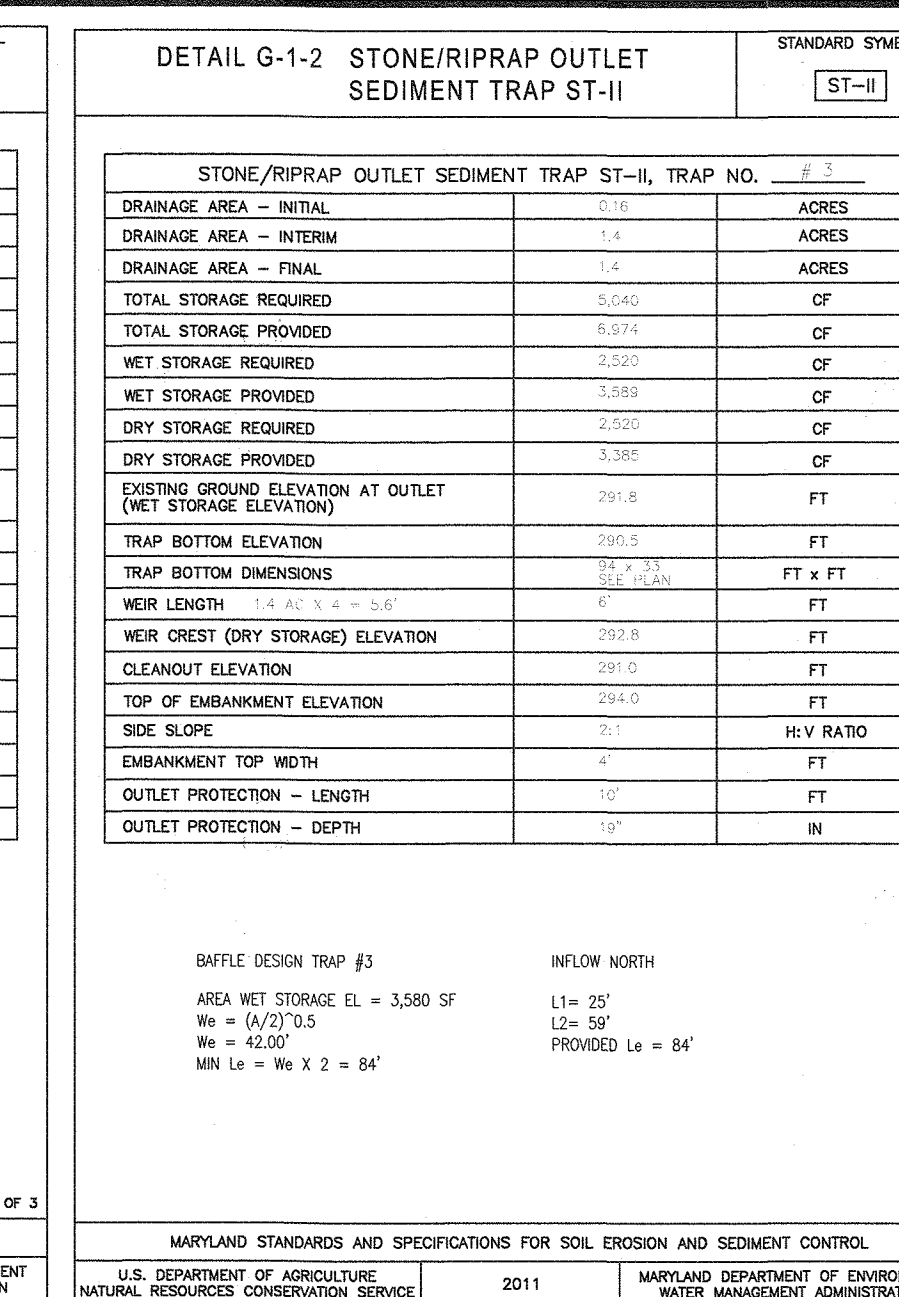 DETAIL G-1-2 STONE/RIPRAP OUTLET
SEDIMENT TRAP ST-II
STANDARD
ST-II
STONE/RIPRAP OUTLET SEDIMENT TRAP ST-II, TRAP NO. # 3
DRAINAGE AREA - INITIAL 0.16 ACRES
DRAINAGE AREA - INTERIM 1.4 ACRES
DRAINAGE AREA - FINAL 1.4 ACRES
TOTAL STORAGE REQUIRED 5,040 CF
TOTAL STORAGE PROVIDED 6,974 CF
WET STORAGE REQUIRED 2,520 CF
WET STORAGE PROVIDED 3,589 CF
DRY STORAGE REQUIRED 2,520 CF
DRY STORAGE PROVIDED 3,385 CF
EXISTING GROUND ELEVATION AT OUTLET
(WET STORAGE ELEVATION) 291.8 FT
TRAP BOTTOM ELEVATION 290.5 FT
TRAP BOTTOM DIMENSIONS 94 x 33 FT x FT
SEE PLAN
WEIR LENGTH 1.4 AC X 4 = 5.6' 6' FT
WEIR CREST (DRY STORAGE) ELEVATION 292.8 FT
CLEANOUT ELEVATION 291.0 FT
TOP OF EMBANKMENT ELEVATION 294.0 FT
SIDE SLOPE 2:1 H:V RATIO
EMBANKMENT TOP WIDTH 4' FT
OUTLET PROTECTION - LENGTH 10' FT
OUTLET PROTECTION - DEPTH 19" IN
BAFFLE DESIGN TRAP #3
AREA WET STORAGE EL = 3,580 SF
We = (A/2)^0.5
We = 42.00'
MIN Le = We X 2 = 84'
INFLOW NORTH
L1= 25'
L2= 59'
PROVIDED Le = 84'
OF 3
MARYLAND STANDARDS AND SPECIFICATIONS FOR SOIL EROSION AND SEDIMENT CONTROL
U.S. DEPARTMENT OF AGRICULTURE
NATURAL RESOURCES CONSERVATION SERVICE
2011
MARYLAND DEPARTMENT OF
WATER MANAGEMENT